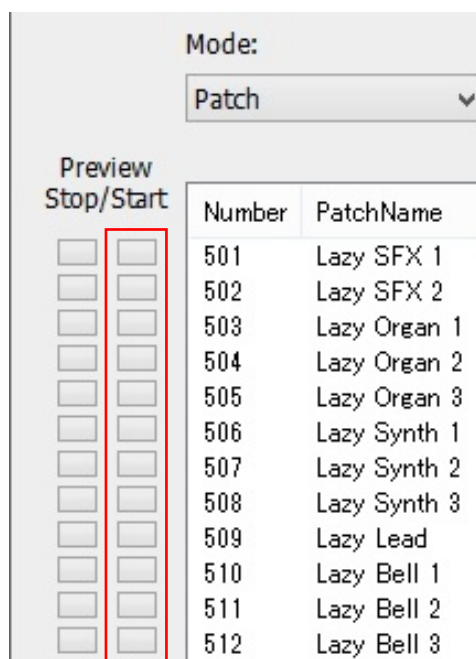 Mode:
Patch
Preview
Stop/Start
Number PatchName
501 Lazy SFX 1
502 Lazy SFX 2
503 Lazy Organ 1
504 Lazy Organ 2
505 Lazy Organ 3
506 Lazy Synth 1
507 Lazy Synth 2
508 Lazy Synth 3
509 Lazy Lead
510 Lazy Bell 1
511 Lazy Bell 2
512 Lazy Bell 3